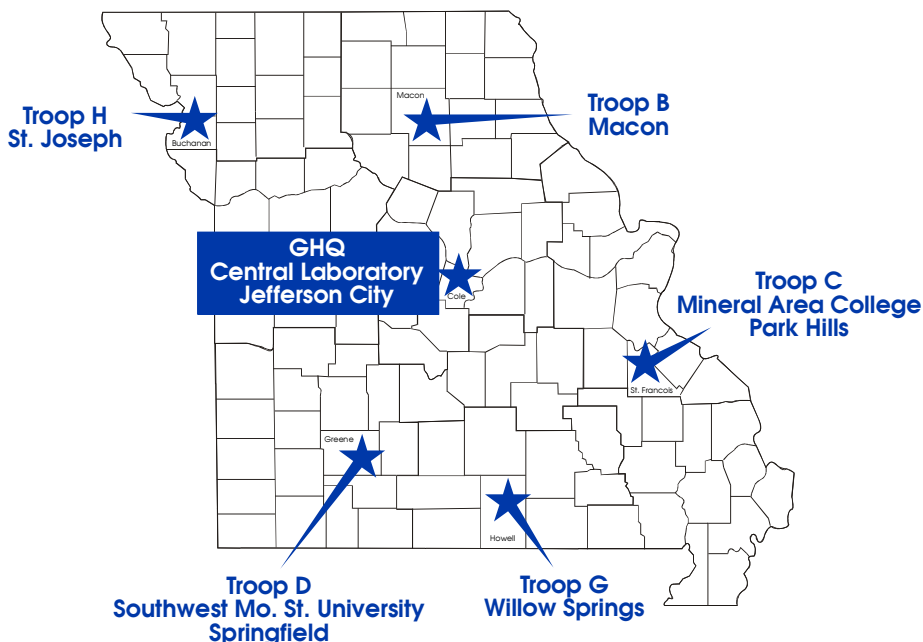 Macon
Troop B
Macon
Troop H
St. Joseph
Buchanan
GHQ
Central Laboratory
Jefferson City
Cole
Troop C
Mineral Area College
Park Hills
St. Francois
Greene
Howell
Troop D
Southwest Mo. St. University
Springfield
Troop G
Willow Springs